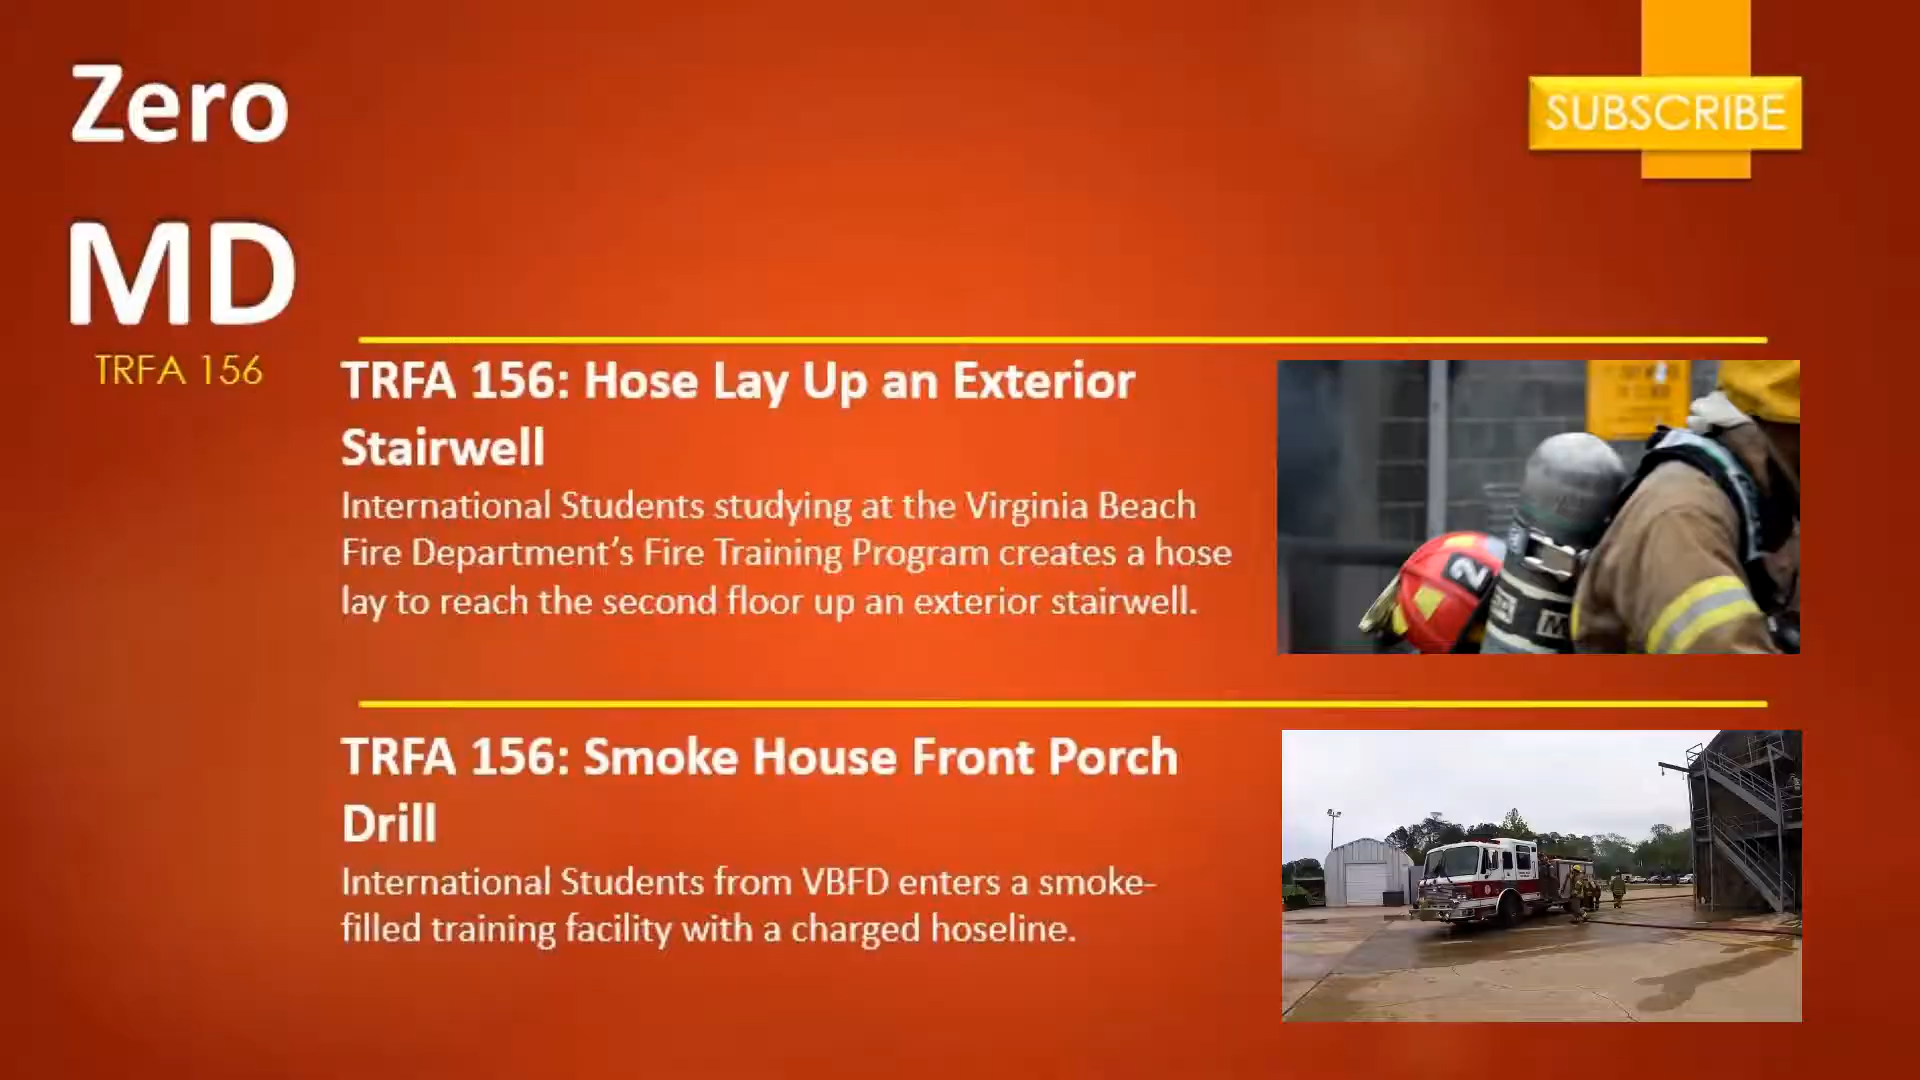 Zero
MD
TRFA 156
SUBSCRIBE
TRFA 156: Hose Lay Up an Exterior
Stairwell
International Students studying at the Virginia Beach
Fire Department’s Fire Training Program creates a hose
lay to reach the second floor up an exterior stairwell.
2
TRFA 156: Smoke House Front Porch
Drill
International Students from VBFD enters a smoke-
filled training facility with a charged hoseline.